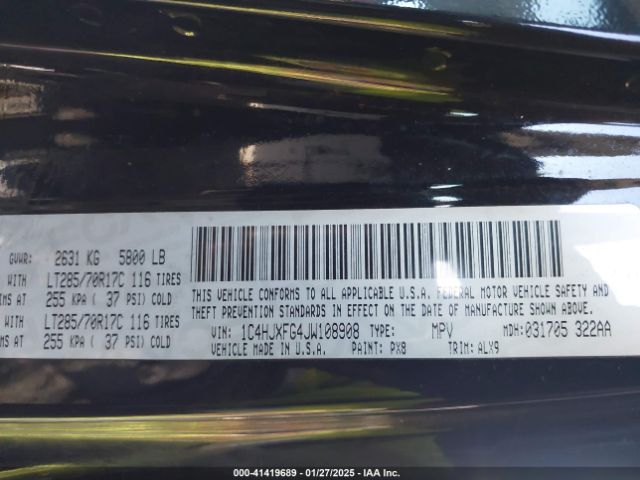 GVWR: 2631 KG 5800 LB
WITH LT285/70R17C 116 TIRES
IMS AT 255 KPA ( 37 PSI) COLD
WITH LT285/70R17C 116 TIRES
IMS AT 255 KPA ( 37 PSI) COLD
THIS VEHICLE CONFORMS TO ALL APPLICABLE U.S.A. FEDERAL MOTOR VEHICLE SAFETY AND
THEFT PREVENTION STANDARDS IN EFFECT ON THE DATE OF MANUFACTURE SHOWN ABOVE.
VIN: 1C4HJXFG4JW108908 TYPE: MPV MDH: 031705 322AA
VEHICLE MADE IN U.S.A. PAINT: PX8 TRIM: ALX9
000-41419689 - 01/27/2025 - IAA Inc.